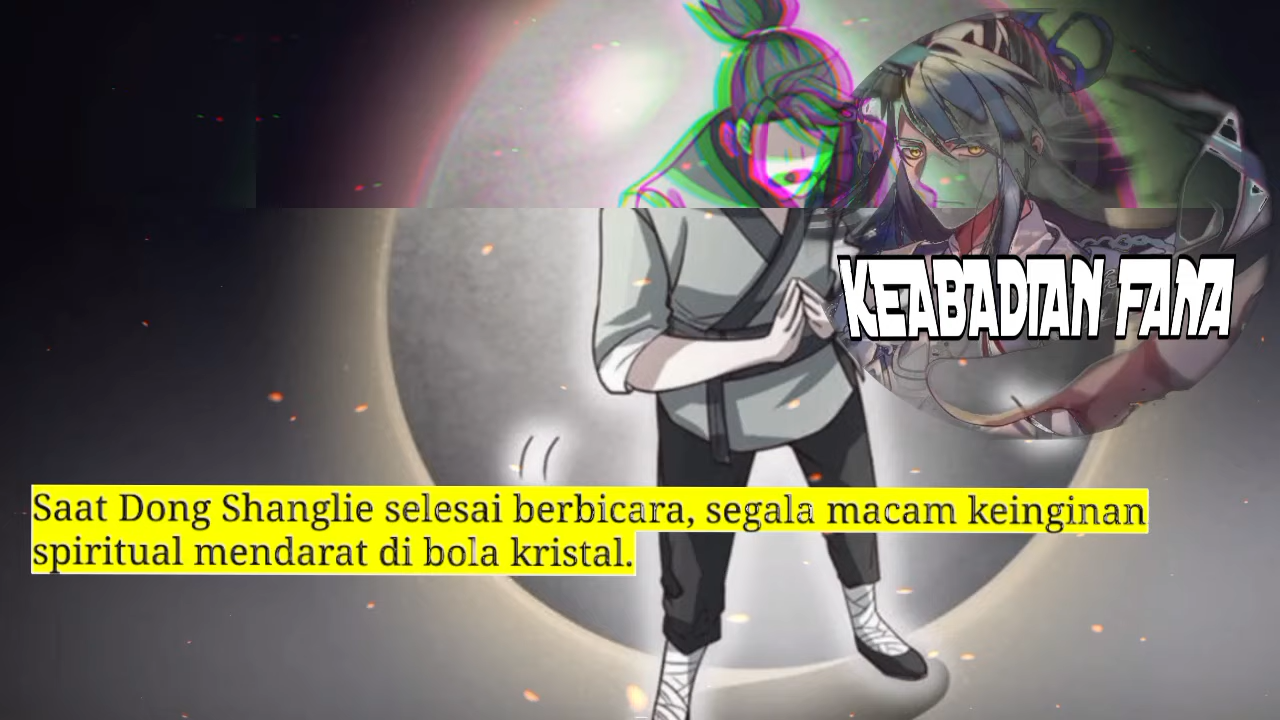 KEABADIAN FANA
Saat Dong Shanglie selesai berbicara, segala macam keinginan
spiritual mendarat di bola kristal.